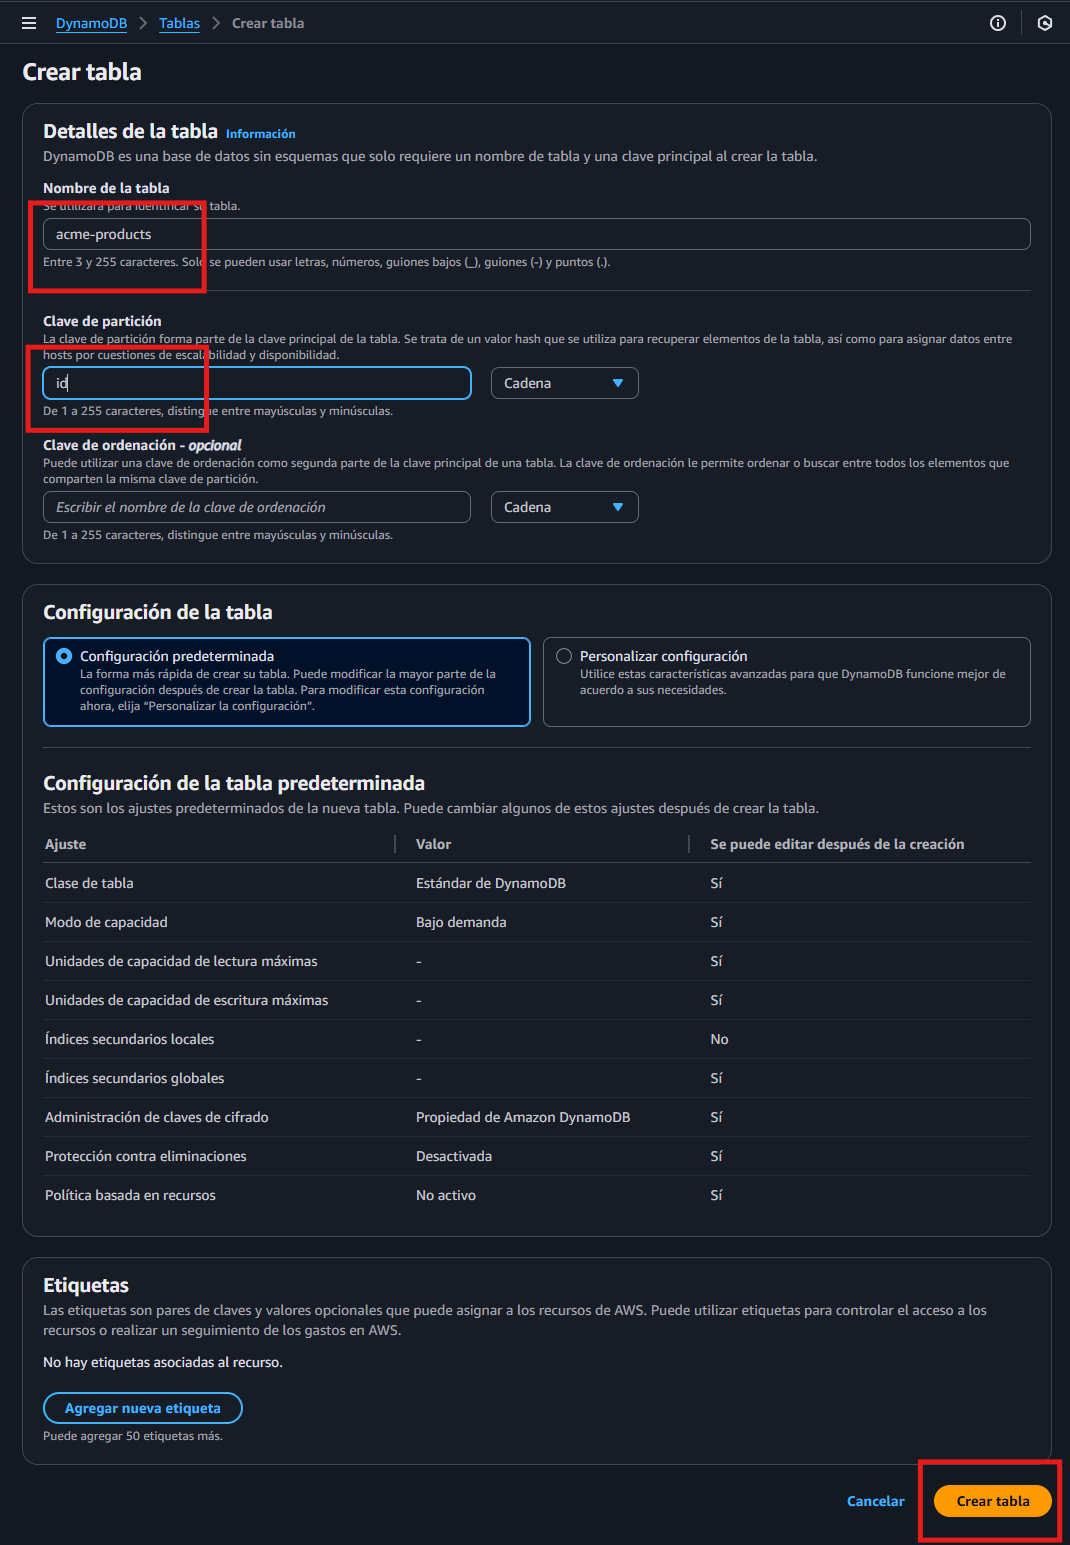 DynamoDB > Tablas > Crear tabla
Crear tabla
Detalles de la tabla Información
DynamoDB es una base de datos sin esquemas que solo requiere un nombre de tabla y una clave principal al crear la tabla.
Nombre de la tabla
Se utilizará para identificar su tabla.
acme-products
Entre 3 y 255 caracteres. Solo se pueden usar letras, números, guiones bajos (_), guiones (-) y puntos (.).
Clave de partición
La clave de partición forma parte de la clave principal de la tabla. Se trata de un valor hash que se utiliza para recuperar elementos de la tabla, así como para asignar datos entre
hosts por cuestiones de escalabilidad y disponibilidad.
id Cadena
De 1 a 255 caracteres, distingue entre mayúsculas y minúsculas.
Clave de ordenación - opcional
Puede utilizar una clave de ordenación como segunda parte de la clave principal de una tabla. La clave de ordenación le permite ordenar o buscar entre todos los elementos que
comparten la misma clave de partición.
Escribir el nombre de la clave de ordenación Cadena
De 1 a 255 caracteres, distingue entre mayúsculas y minúsculas.
Configuración de la tabla
Configuración predeterminada
La forma más rápida de crear su tabla. Puede modificar la mayor parte de la
configuración después de crear la tabla. Para modificar esta configuración
ahora, elija “Personalizar la configuración”.
Personalizar configuración
Utilice estas características avanzadas para que DynamoDB funcione mejor de
acuerdo a sus necesidades.
Configuración de la tabla predeterminada
Estos son los ajustes predeterminados de la nueva tabla. Puede cambiar algunos de estos ajustes después de crear la tabla.
Ajuste Valor Se puede editar después de la creación
Clase de tabla Estándar de DynamoDB Sí
Modo de capacidad Bajo demanda Sí
Unidades de capacidad de lectura máximas - Sí
Unidades de capacidad de escritura máximas - Sí
Índices secundarios locales - No
Índices secundarios globales - Sí
Administración de claves de cifrado Propiedad de Amazon DynamoDB Sí
Protección contra eliminaciones Desactivada Sí
Política basada en recursos No activo Sí
Etiquetas
Las etiquetas son pares de claves y valores opcionales que puede asignar a los recursos de AWS. Puede utilizar etiquetas para controlar el acceso a los
recursos o realizar un seguimiento de los gastos en AWS.
No hay etiquetas asociadas al recurso.
Agregar nueva etiqueta
Puede agregar 50 etiquetas más.
Cancelar Crear tabla